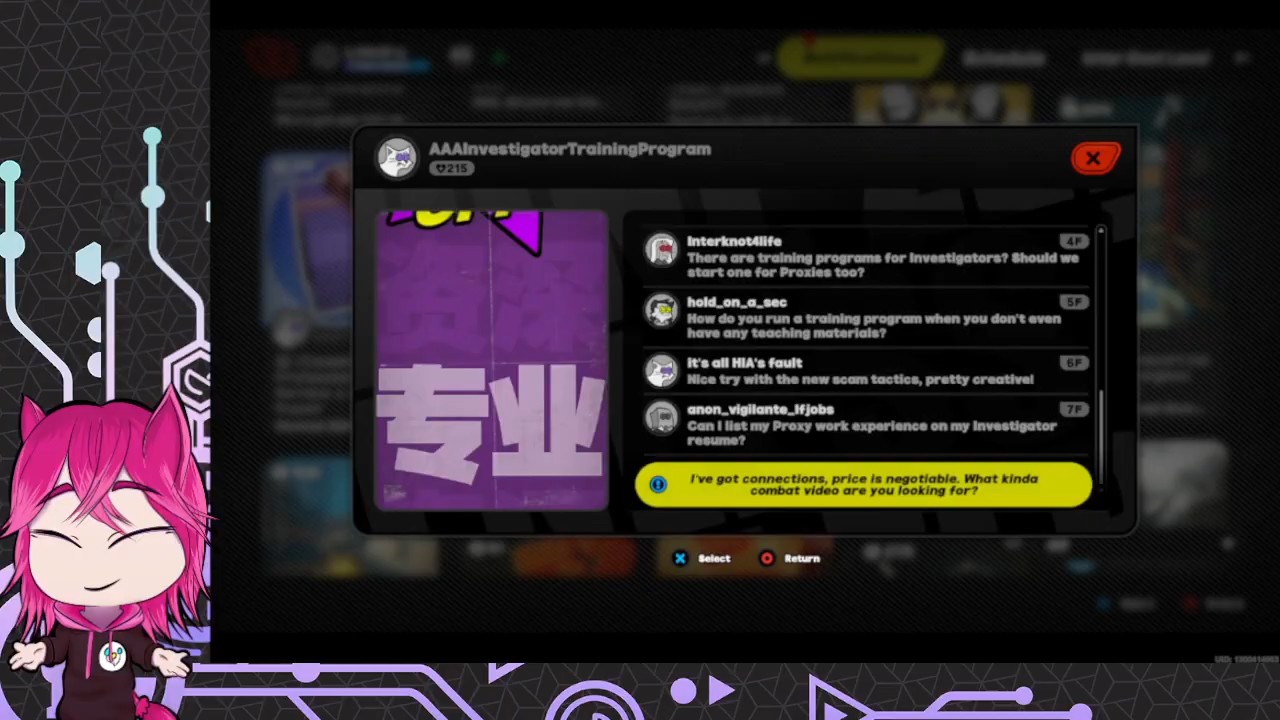 AAAInvestigatorTrainingProgram
215
Interknot4life
4F
There are training programs for Investigators? Should we
start one for Proxies too?
hold_on_a_sec
5F
How do you run a training program when you don't even
have any teaching materials?
it's all HIA's fault
6F
Nice try with the new scam tactics, pretty creative!
anon_vigilante_lfjobs
7F
Can I list my Proxy work experience on my Investigator
resume?
专业
I've got connections, price is negotiable. What kinda
combat video are you looking for?
Select
Return